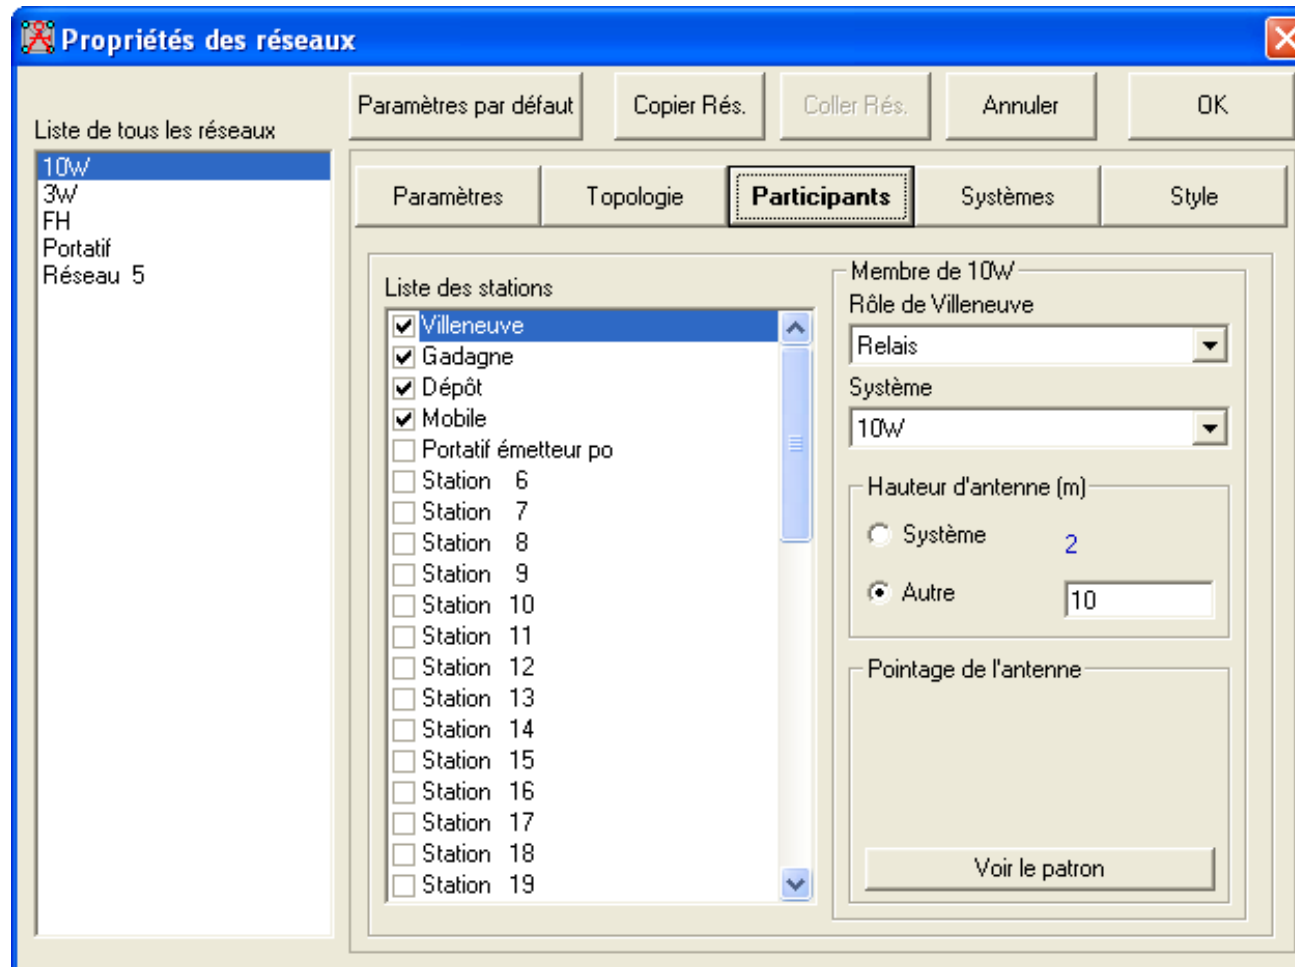 Propriétés des réseaux
Paramètres par défaut
Copier Rés.
Coller Rés.
Annuler
OK
Liste de tous les réseaux
10W
3W
FH
Portatif
Réseau 5
Paramètres
Topologie
Participants
Systèmes
Style
Liste des stations
Villeneuve
Gadagne
Dépôt
Mobile
Portatif émetteur po
Station 6
Station 7
Station 8
Station 9
Station 10
Station 11
Station 12
Station 13
Station 14
Station 15
Station 16
Station 17
Station 18
Station 19
Membre de 10W
Rôle de Villeneuve
Relais
Système
10W
Hauteur d'antenne (m)
Système 2
Autre 10
Pointage de l'antenne
Voir le patron